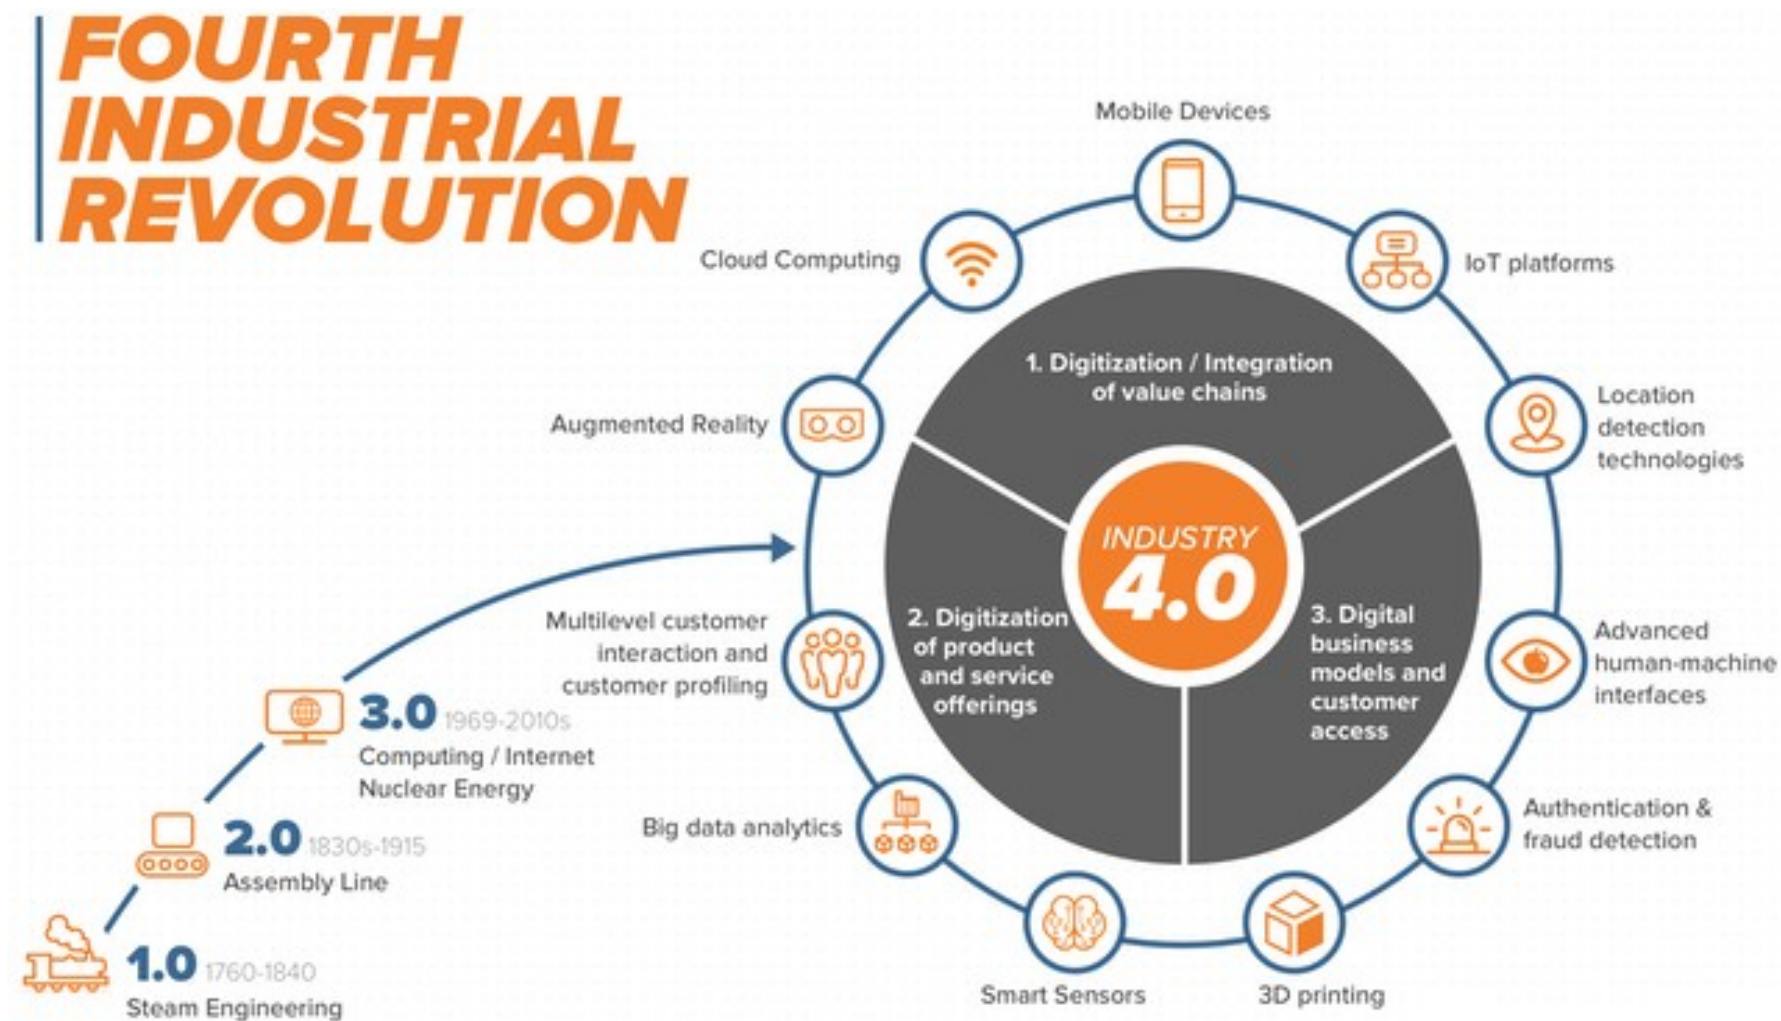 FOURTH
INDUSTRIAL
REVOLUTION
Mobile Devices
Cloud Computing
IoT platforms
1. Digitization / Integration
of value chains
Augmented Reality
Location
detection
technologies
INDUSTRY
4.0
Multilevel customer
interaction and
customer profiling
2. Digitization
of product
and service
offerings
3. Digital
business
models and
customer
access
Advanced
human-machine
interfaces
3.0 1969-2010s
Computing / Internet
Nuclear Energy
Big data analytics
Authentication &
fraud detection
2.0 1830s-1915
Assembly Line
1.0 1760-1840
Steam Engineering
Smart Sensors
3D printing